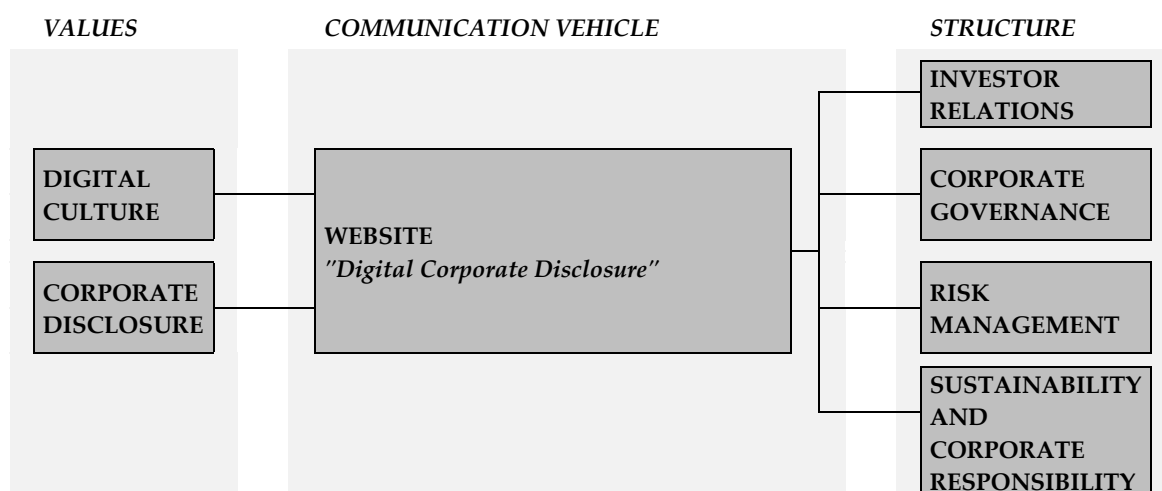 VALUES
COMMUNICATION VEHICLE
STRUCTURE
DIGITAL
CULTURE
CORPORATE
DISCLOSURE
WEBSITE
"Digital Corporate Disclosure"
INVESTOR
RELATIONS
CORPORATE
GOVERNANCE
RISK
MANAGEMENT
SUSTAINABILITY
AND
CORPORATE
RESPONSIBILITY